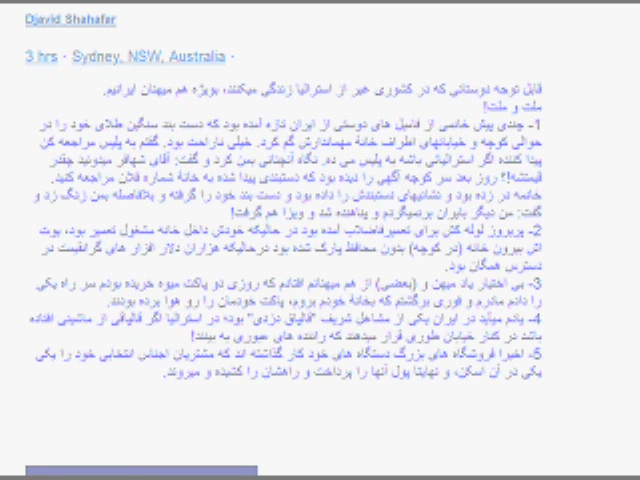 Djavid Shahafar
3 hrs · Sydney, NSW, Australia ·
قابل توجه دوستانی که در کشوری غیر از استرالیا زندگی میکنند، بویژه هم میهنان ایرانیم.
ملت و ملت!
1- چندی پیش خانمی از فامیل های دوستی از ایران تازه آمده بود که دست بند سنگین طلای خود را در
حوالی کوچه و خیابانهای اطراف خانهٔ مهماندارش گم کرد. خیلی ناراحت بود. گفتم به پلیس مراجعه کن
پیدا کننده اگر استرالیائی باشه به پلیس می ده. نگاه آنچنانی بمن کرد و گفت: آقای شهافر میدونید چقدر
قیمتشه!؟ روز بعد سر کوچه آگهی را دیده بود که دستبندی پیدا شده به خانهٔ شماره فلان مراجعه کنید.
خانمه در زده بود و نشانیهای دستبندش را داده بود و دست بند خود را گرفته و بلافاصله بمن زنگ زد و
گفت: من دیگر بایران برنمیگردم و پناهنده شد و ویزا هم گرفت!
2- پریروز لوله کش برای تعمیرفاضلاب آمده بود در حالیکه خودش داخل خانه مشغول تعمیر بود، یوت
اش بیرون خانه (در کوچه) بدون محافظ پارک شده بود درحالیکه هزاران دلار افزار های گرانقیمت در
دسترس همگان بود.
3- بی اختیار یاد میهن و (بعضی) از هم میهنانم افتادم که روزی دو پاکت میوه خریده بودم سر راه یکی
را دادم مادرم و فوری برگشتم که بخانهٔ خودم بروم، پاکت خودمان را رو هوا برده بودند.
4- یادم میآید در ایران یکی از مشاغل شریف "قالپاق دزدی" بود؛ در استرالیا اگر قالپاقی از ماشینی افتاده
باشد در کنار خیابان طوری قرار میدهند که راننده های عبوری به بینند!
5- اخیرا فروشگاه های بزرگ دستگاه های خود کار گذاشته اند که مشتریان اجناس انتخابی خود را یکی
یکی در آن اسکن، و نهایتا پول آنها را پرداخت و راهشان را کشیده و میروند.